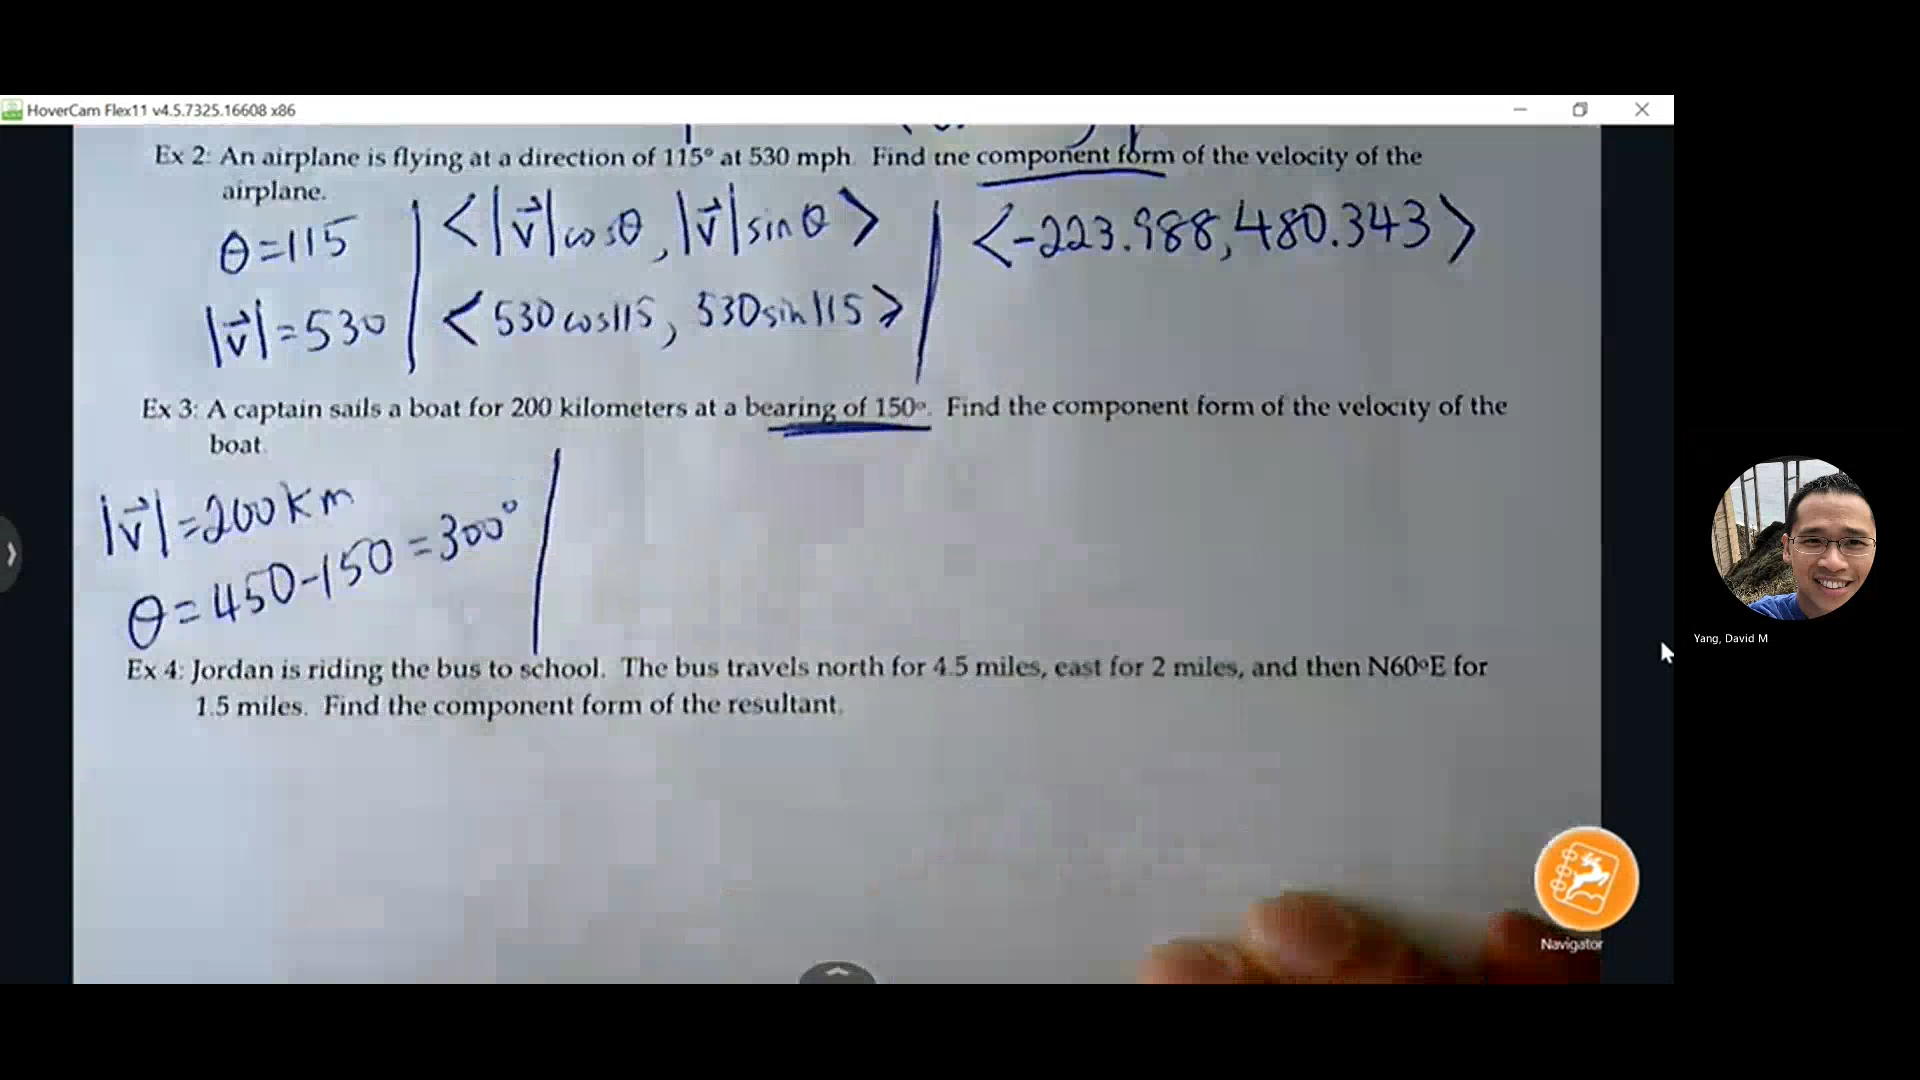 HoverCam Flex11 v4.5.7325.16608 x86
Ex 2: An airplane is flying at a direction of 115° at 530 mph. Find the component form of the velocity of the
airplane.
θ=115
<|v⃗|cosθ, |v⃗|sinθ>
<-223.988, 480.343>
|v⃗|=530
<530cos115, 530sin115>
Ex 3: A captain sails a boat for 200 kilometers at a bearing of 150°. Find the component form of the velocity of the
boat.
|v⃗|=200km
θ=450-150=300°
Yang, David M
Ex 4: Jordan is riding the bus to school. The bus travels north for 4.5 miles, east for 2 miles, and then N60°E for
1.5 miles. Find the component form of the resultant.
Navigator